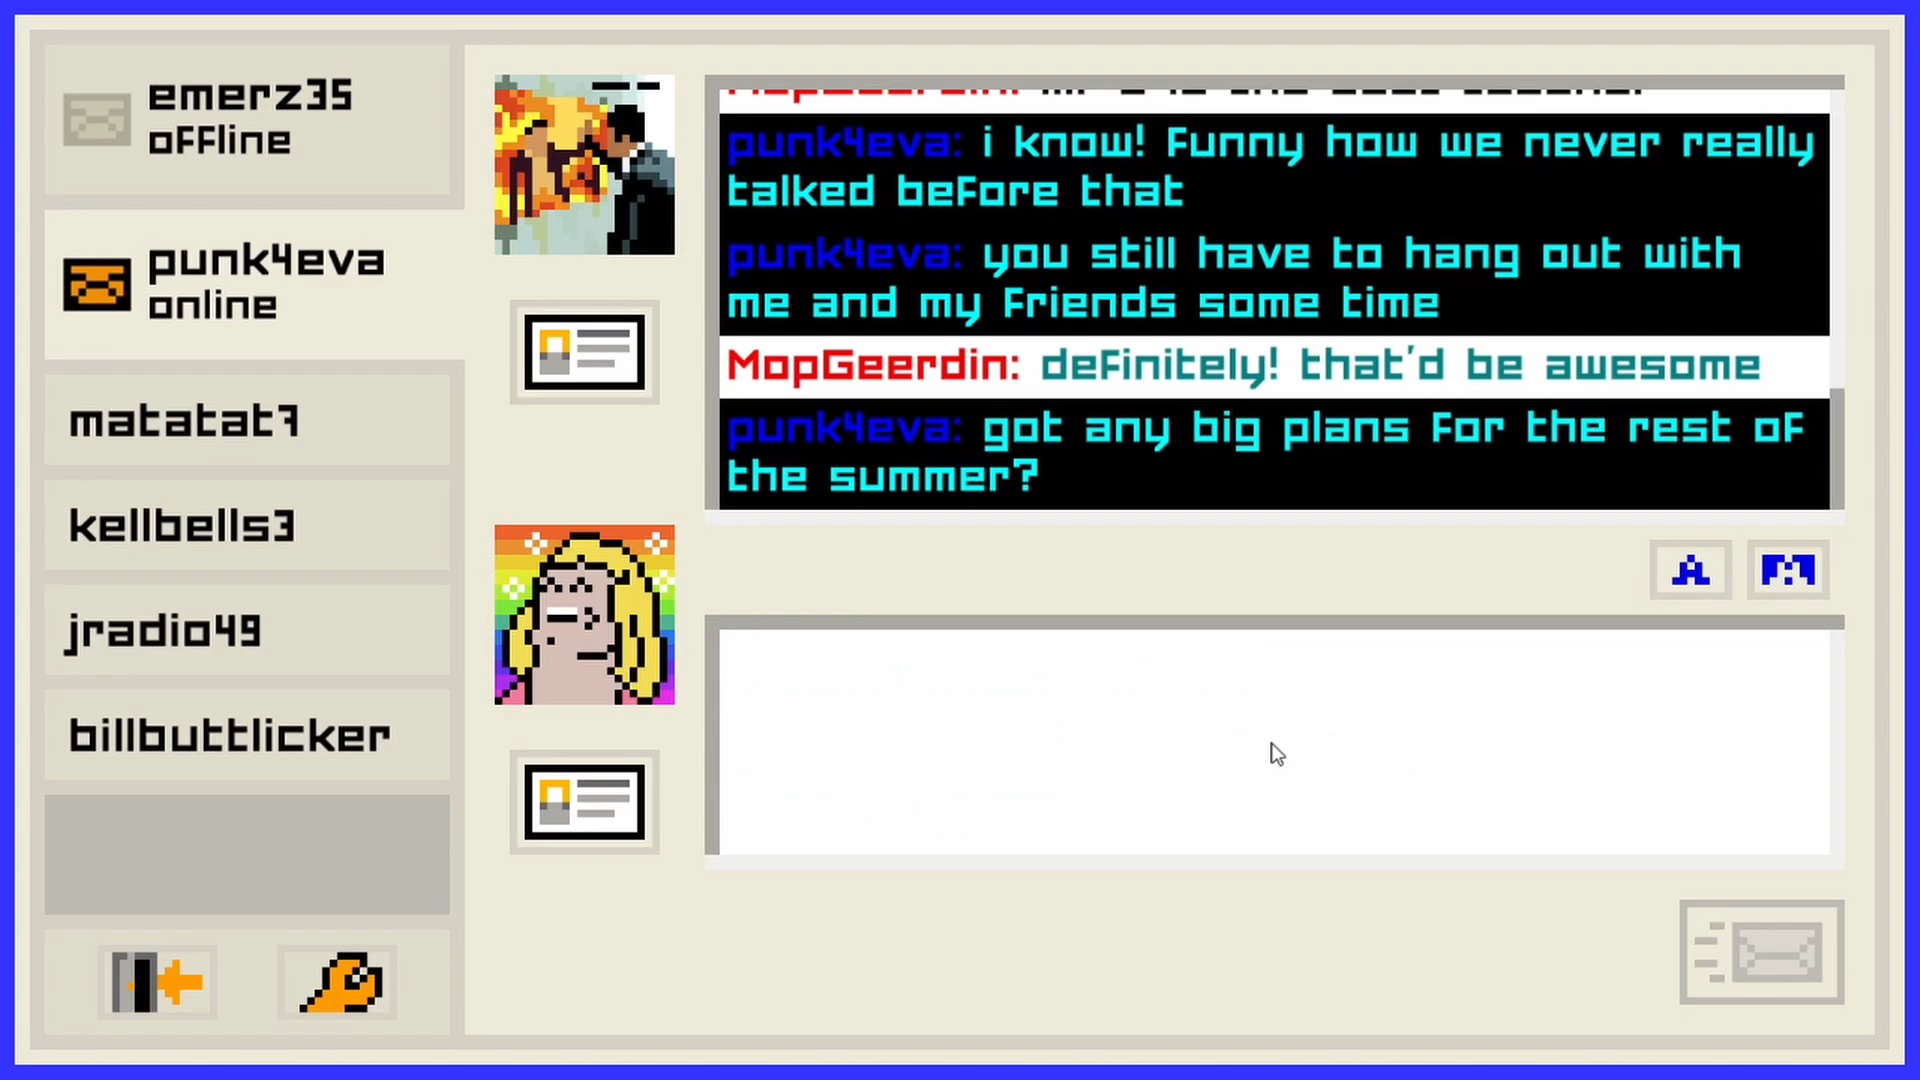 emerz35
offline
punk4eva
online
matatat7
kellbells3
jradio49
billbuttlicker
punk4eva: i know! Funny how we never really
talked before that
punk4eva: you still have to hang out with
me and my friends some time
MopGeerdin: definitely! that'd be awesome
punk4eva: got any big plans for the rest of
the summer?
A